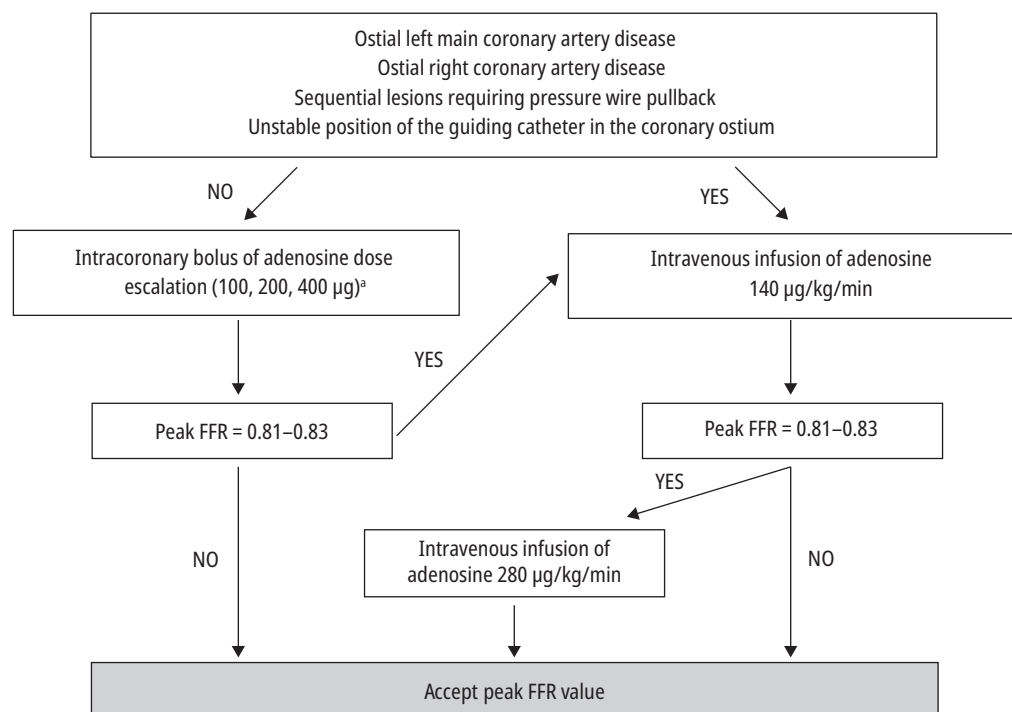 Ostial left main coronary artery disease
Ostial right coronary artery disease
Sequential lesions requiring pressure wire pullback
Unstable position of the guiding catheter in the coronary ostium
NO
YES
Intracoronary bolus of adenosine dose
escalation (100, 200, 400 µg)ᵃ
Intravenous infusion of adenosine
140 µg/kg/min
YES
Peak FFR = 0.81–0.83
Peak FFR = 0.81–0.83
YES
NO
Intravenous infusion of
adenosine 280 µg/kg/min
NO
Accept peak FFR value